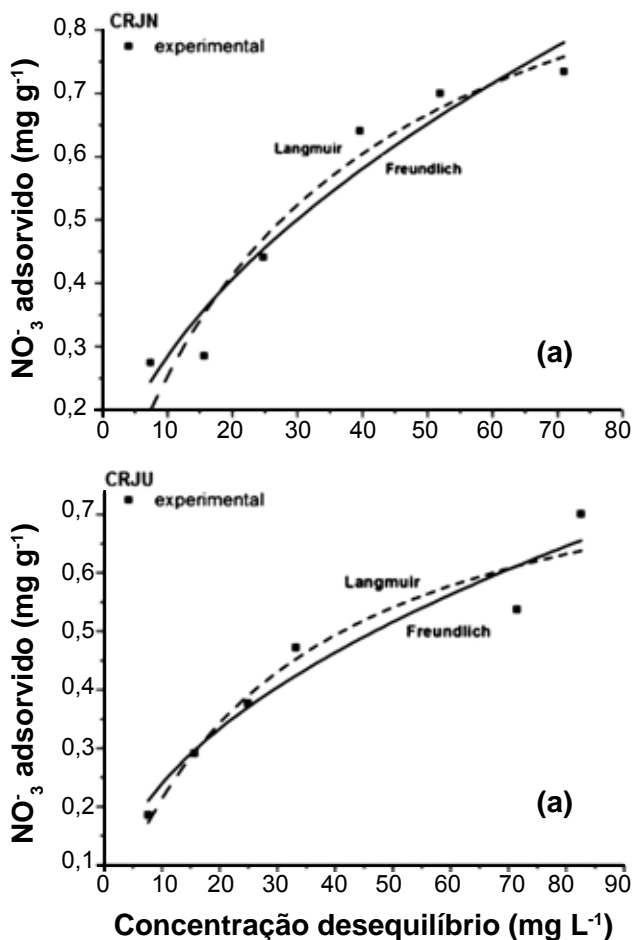 CRJN
experimental
NO⁻₃ adsorvido (mg g⁻¹)
0,8
0,7
0,6
0,5
0,4
0,3
0,2
Langmuir
Freundlich
(a)
0 10 20 30 40 50 60 70 80
CRJU
experimental
NO⁻₃ adsorvido (mg g⁻¹)
0,7
0,6
0,5
0,4
0,3
0,2
0,1
Langmuir
Freundlich
(a)
0 10 20 30 40 50 60 70 80 90
Concentração desequilíbrio (mg L⁻¹)